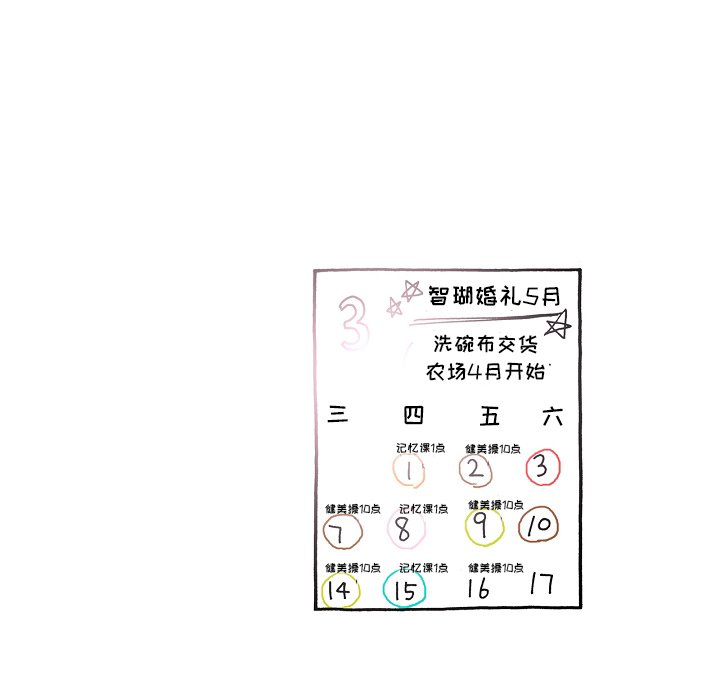 3
智瑚婚礼5月
洗碗布交货
农场4月开始
三 四 五 六
记忆课1点 健美操10点
1 2 3
健美操10点 记忆课1点 健美操10点
7 8 9 10
健美操10点 记忆课1点 健美操10点
14 15 16 17